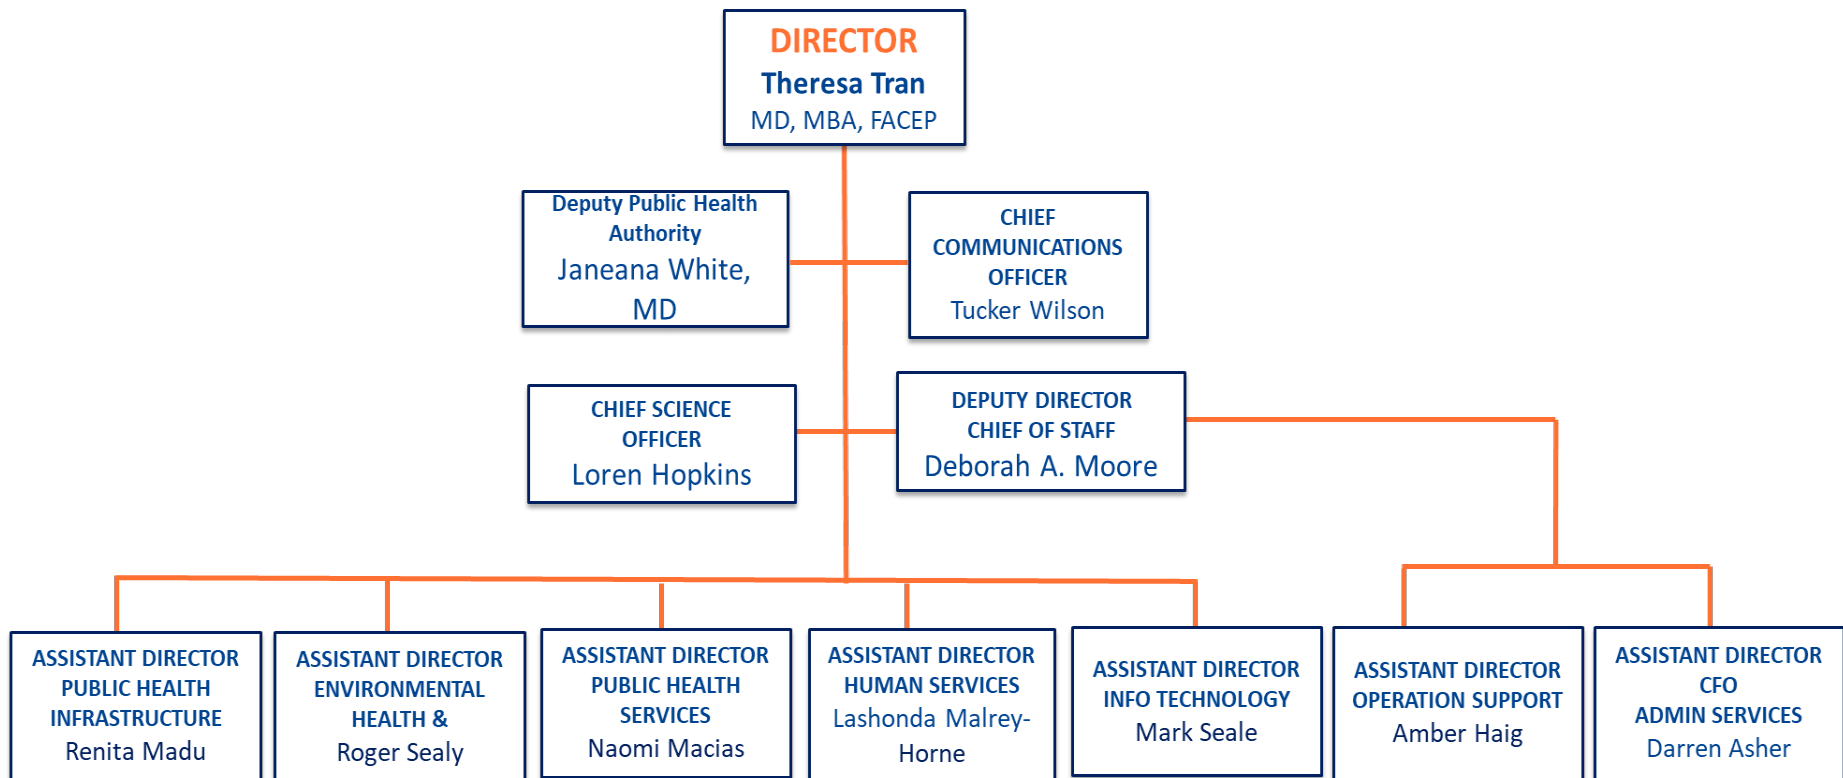 DIRECTOR
Theresa Tran
MD, MBA, FACEP
Deputy Public Health
Authority
Janeana White,
MD
CHIEF
COMMUNICATIONS
OFFICER
Tucker Wilson
CHIEF SCIENCE
OFFICER
Loren Hopkins
DEPUTY DIRECTOR
CHIEF OF STAFF
Deborah A. Moore
ASSISTANT DIRECTOR
PUBLIC HEALTH
INFRASTRUCTURE
Renita Madu
ASSISTANT DIRECTOR
ENVIRONMENTAL
HEALTH &
Roger Sealy
ASSISTANT DIRECTOR
PUBLIC HEALTH
SERVICES
Naomi Macias
ASSISTANT DIRECTOR
HUMAN SERVICES
Lashonda Malrey-
Horne
ASSISTANT DIRECTOR
INFO TECHNOLOGY
Mark Seale
ASSISTANT DIRECTOR
OPERATION SUPPORT
Amber Haig
ASSISTANT DIRECTOR
CFO
ADMIN SERVICES
Darren Asher